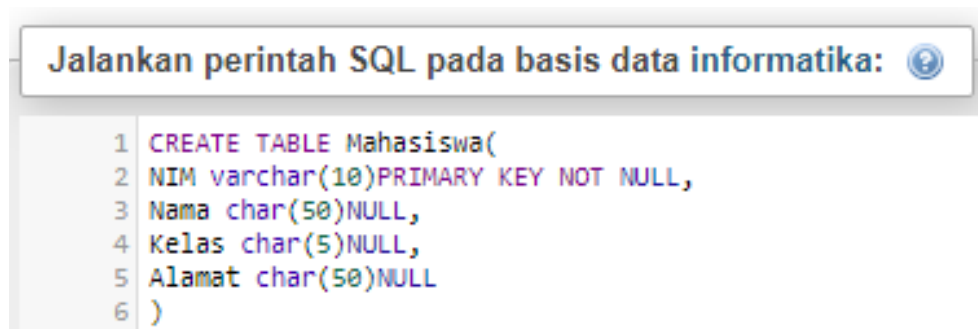 Jalankan perintah SQL pada basis data informatika:
1 CREATE TABLE Mahasiswa(
2 NIM varchar(10)PRIMARY KEY NOT NULL,
3 Nama char(50)NULL,
4 Kelas char(5)NULL,
5 Alamat char(50)NULL
6 )